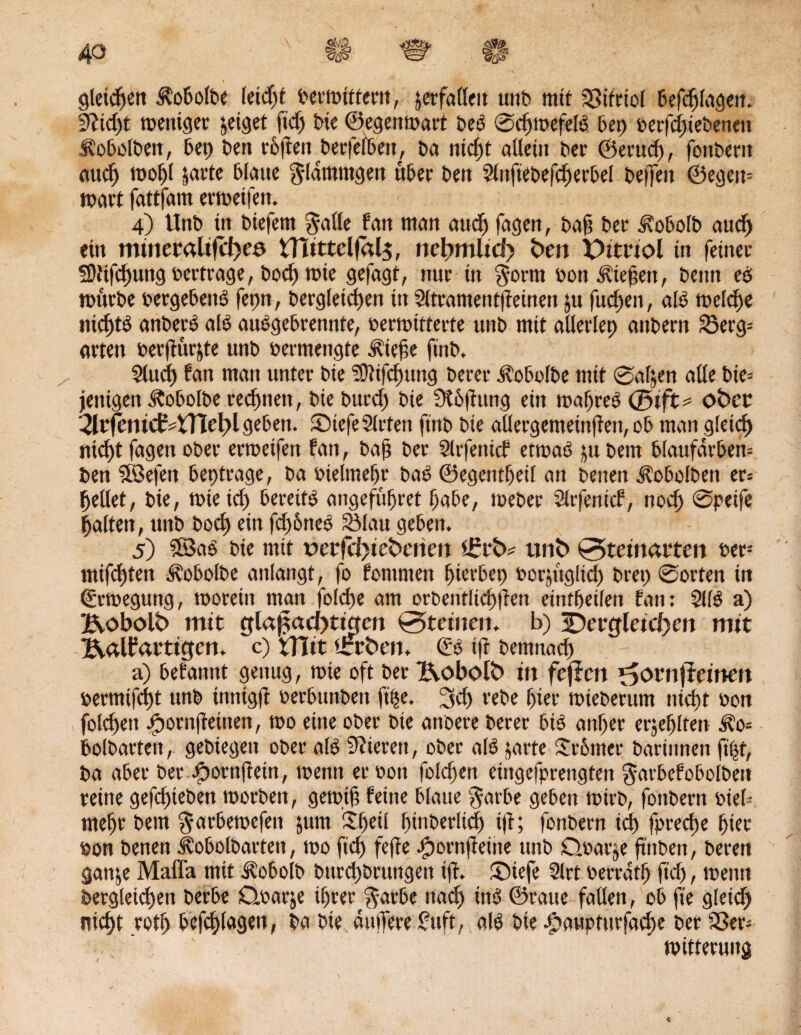 40
gleichen Kobolde leicht verwittern, zerfallen und mit Vitriol beschlagen.
Nicht weniger zeiget sich die Gegenwart des Schwefels bey verschiedenen
Kobolden, bey den rösten derselben, da nicht allein der Geruch, sondern
auch wohl zarte blaue Flämmgen über den Anstedescherbel dessen Gegen-
wart sattsam erweisen.
4) Und in diesem Falle kan man auch sagen, daß der Kobold auch
ein mineralisches Mittelsalz, nehmlich den Vitriol in seiner
Mischung vertrage, doch wie gesagt, nur in Form von Kießen, denn es
würde vergebens seyn, dergleichen in Atramentsteinen zu suchen, als welche
nichts anders als ausgebrennte, verwitterte und mit allerley andern Berg-
arten verstürzte und vermengte Kieße sind.
Auch kan man unter die Mischung derer Kobolde mit Salzen alle die-
jenigen Kobolde rechnen, die durch die Röstung ein wahres Gift- oder
Arsenick-Mehl geben. Diese Arten sind die allergemeinsten, ob man gleich
nicht sagen oder erweisen kan, daß der Arsenick etwas zu dem blaufärben-
den Wesen beytrage, da vielmehr das Gegentheil an denen Kobolden er-
hellet, die, wie ich bereits angeführet habe, weder Arsenick, noch Speise
halten, und doch ein schönes Blau geben.
5) Was die mit verschiedenen Erd- und Steinarten ver-
mischten Kobolde anlangt, so kommen hierbey vorzüglich drey Sorten in
Erwegung, worein man solche am ordentlichsten eintheilen kan: Als a)
Kobold mit glaßachtigen Steinen. b) Dergleichen mit
Kalkartigen. c) Mit Erden. Es ist demnach
a) bekannt genug, wie oft der Kobold in festen Hornsteinen
vermischt und innigst verbunden sitze. Ich rede hier wiederum nicht von
solchen Hornsteinen, wo eine oder die andere derer bis anher erzehlten Ko-
boldarten, gediegen oder als Nieren, oder als zarte Trömer darinnen sitzt,
da aber der Hornstein, wenn er von solchen eingesprengten Farbekobolden
reine geschieden worden, gewiß keine blaue Farbe geben wird, sondern viel-
mehr dem Farbewesen zum Theil hinderlich ist; sondern ich spreche hier
von denen Koboldarten, wo sich feste Hornsteine und Qvarze finden, deren
ganze Massa mit Kobold durchdrungen ist. Diese Art verräth sich, wenn
dergleichen derbe Qvarze ihrer Farbe nach ins Graue fallen, ob sie gleich
nicht roth beschlagen, da die äussere Luft, als die Haupturfache der Ver-
witterung